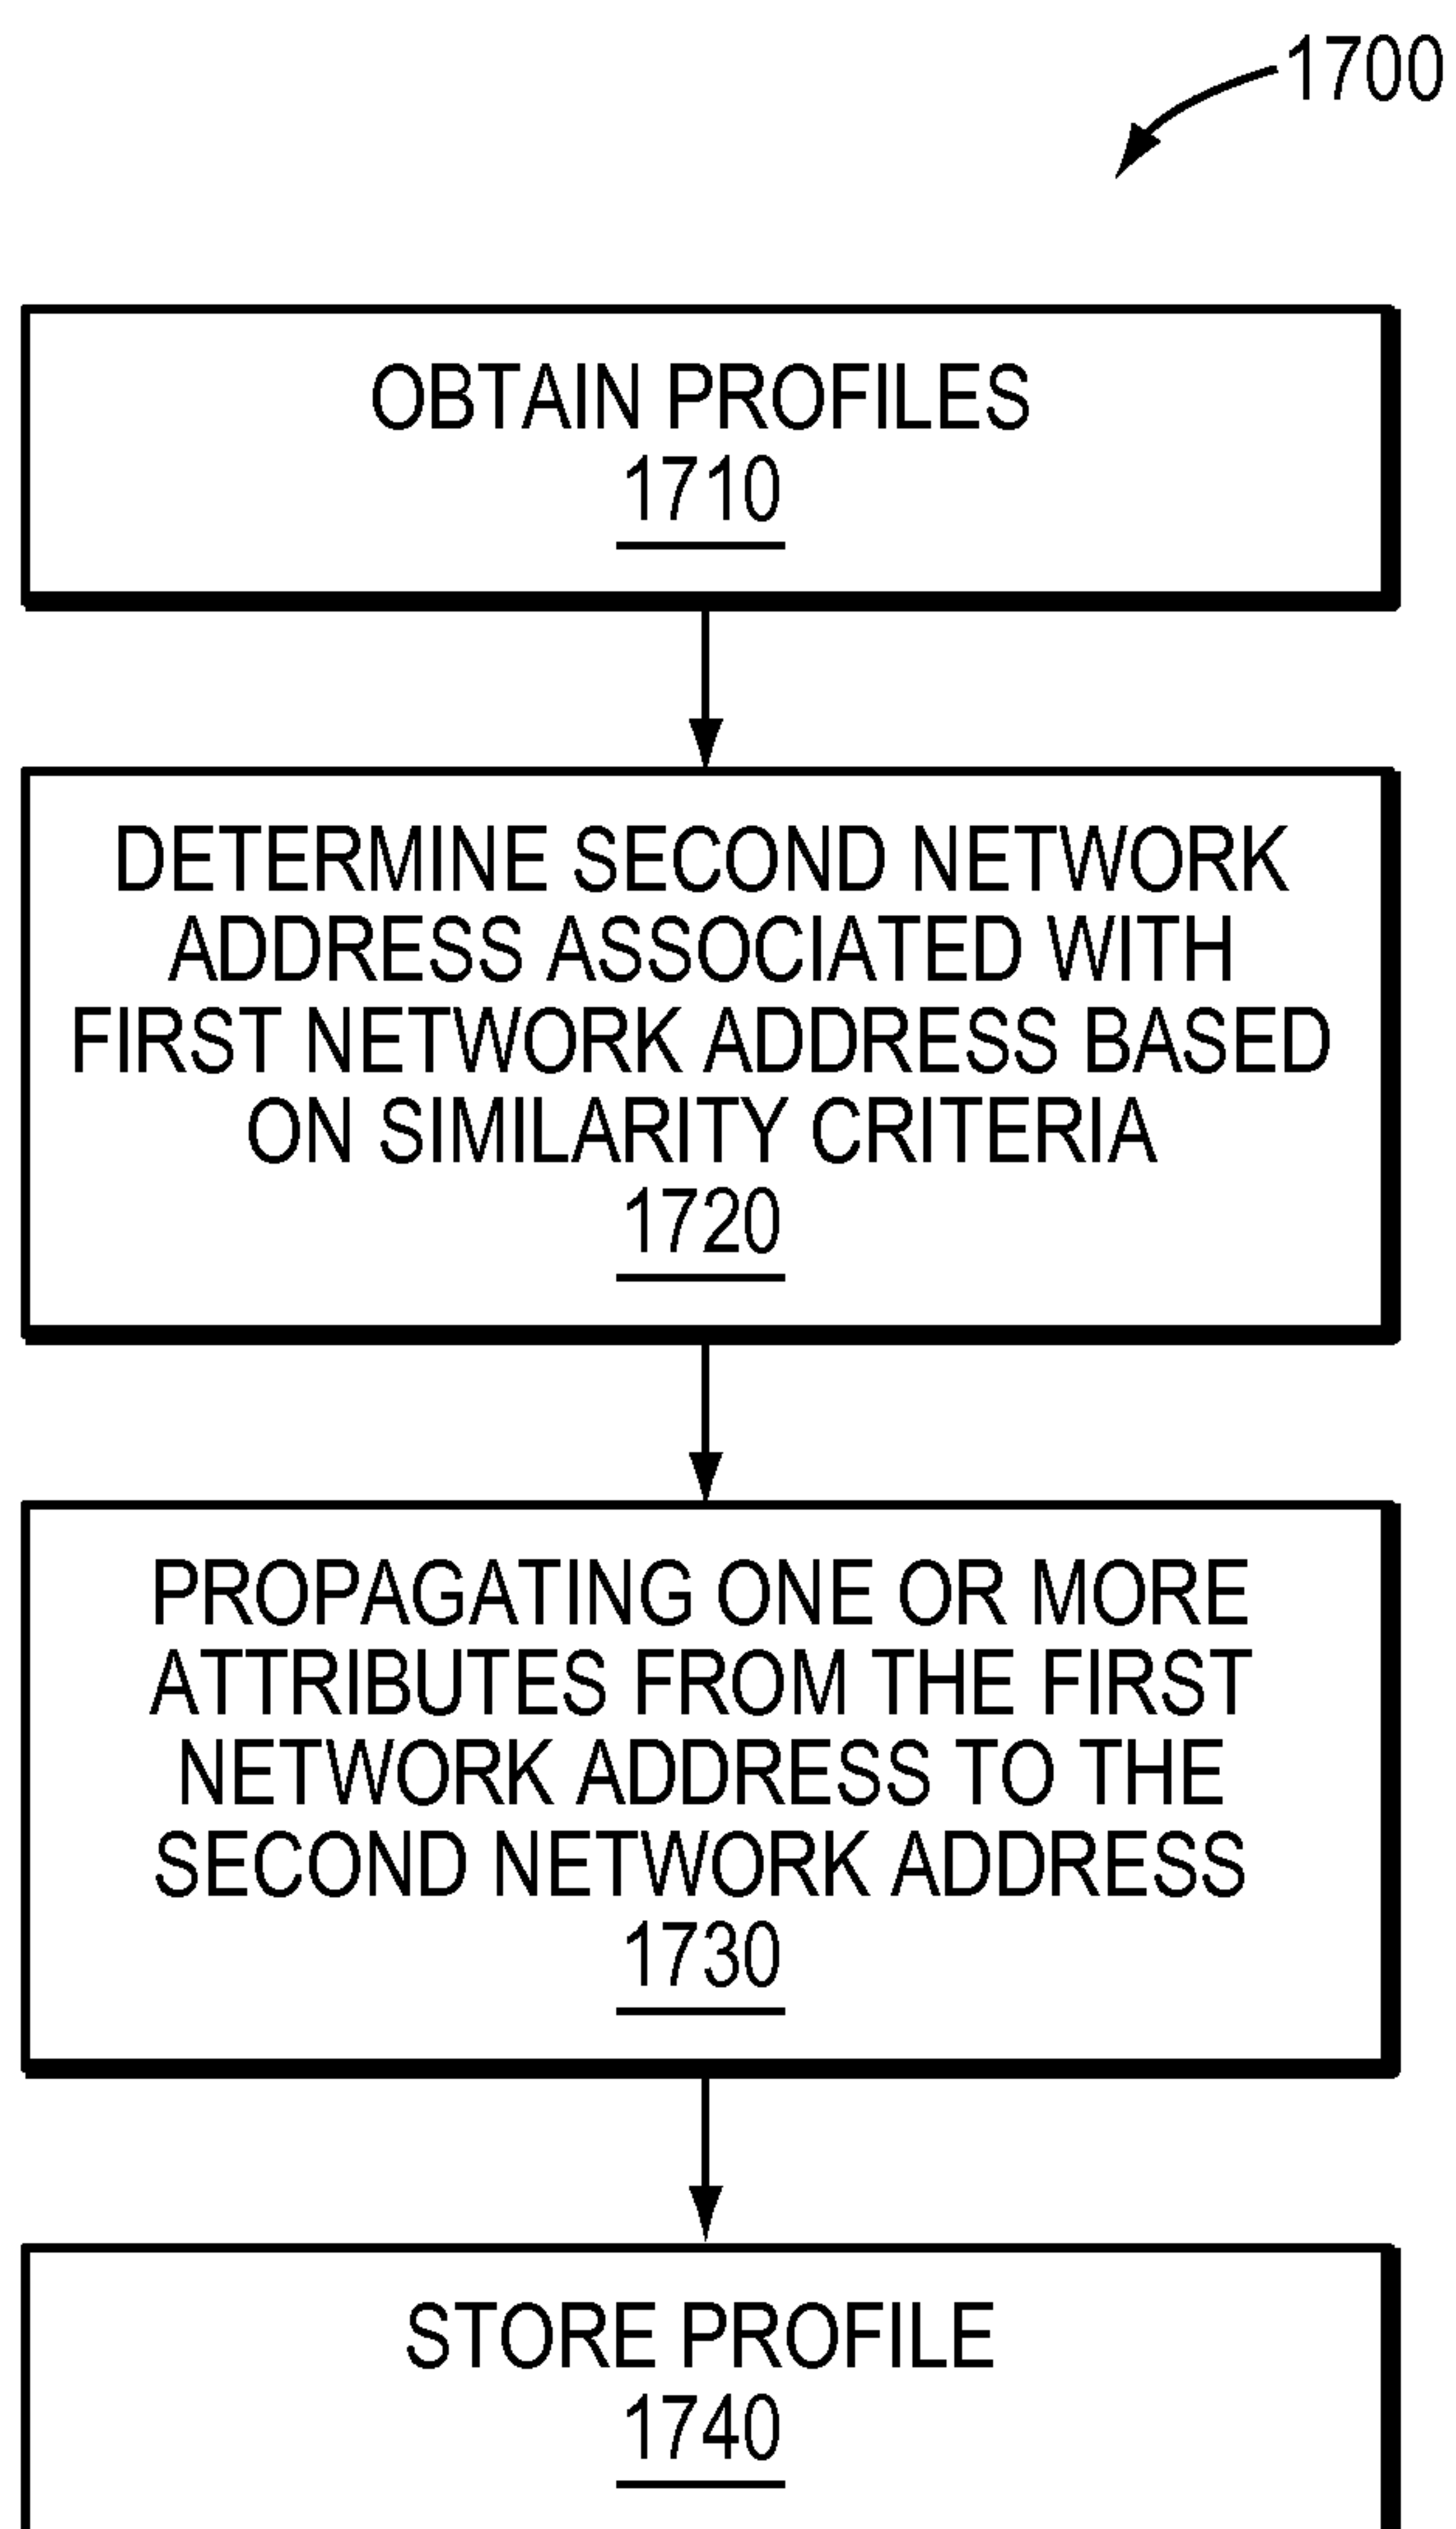 1700
OBTAIN PROFILES
1710
DETERMINE SECOND NETWORK
ADDRESS ASSOCIATED WITH
FIRST NETWORK ADDRESS BASED
ON SIMILARITY CRITERIA
1720
PROPAGATING ONE OR MORE
ATTRIBUTES FROM THE FIRST
NETWORK ADDRESS TO THE
SECOND NETWORK ADDRESS
1730
STORE PROFILE
1740